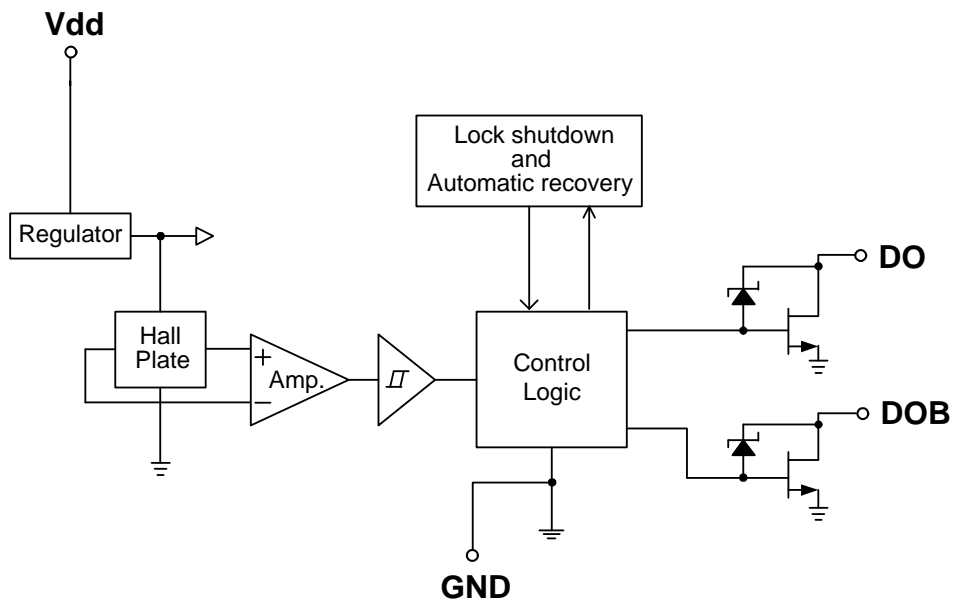 Vdd
Lock shutdown
and
Automatic recovery
Regulator
DO
Hall
Plate
+
Amp.
−
Control
Logic
DOB
GND